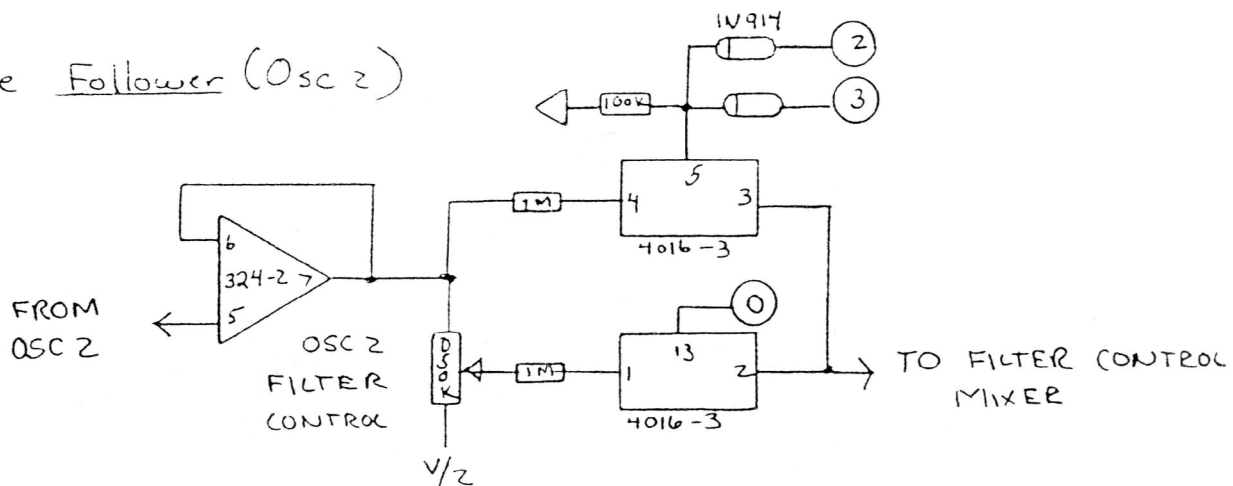 1N914
2
e Follower (Osc 2)
100K
3
5
4
3
1M
4016-3
6
324-2
7
5
FROM
OSC 2
0
OSC 2
FILTER
CONTROL
1M
13
1
2
4016-3
TO FILTER CONTROL
MIXER
V/2